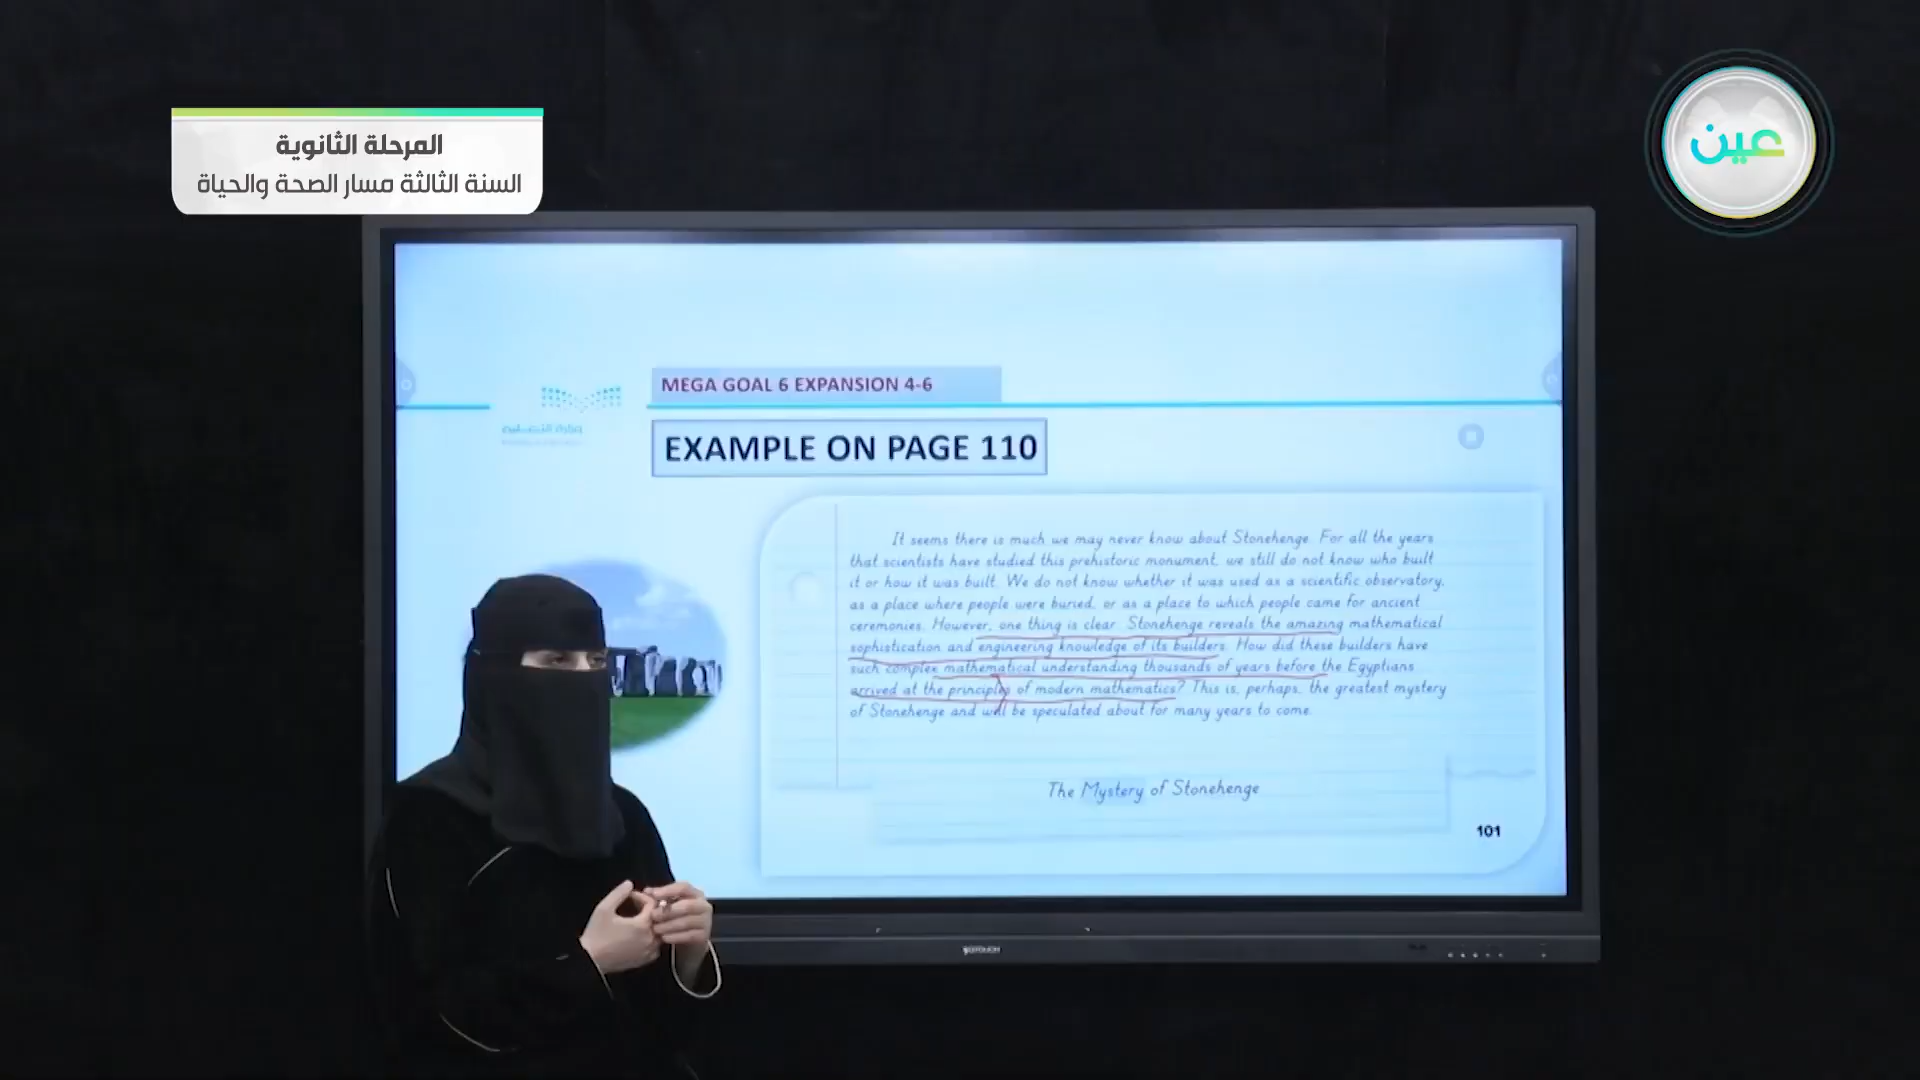 المرحلة الثانوية
السنة الثالثة مسار الصحة والحياة
عين
MEGA GOAL 6 EXPANSION 4-6
وزارة التعليم
EXAMPLE ON PAGE 110
It seems there is much we may never know about Stonehenge. For all the years
that scientists have studied this prehistoric monument, we still do not know who built
it or how it was built. We do not know whether it was used as a scientific observatory,
as a place where people were buried, or as a place to which people came for ancient
ceremonies. However, one thing is clear. Stonehenge reveals the amazing mathematical
sophistication and engineering knowledge of its builders. How did these builders have
such complex mathematical understanding thousands of years before the Egyptians
arrived at the principles of modern mathematics? This is, perhaps, the greatest mystery
of Stonehenge and will be speculated about for many years to come.
The Mystery of Stonehenge
101